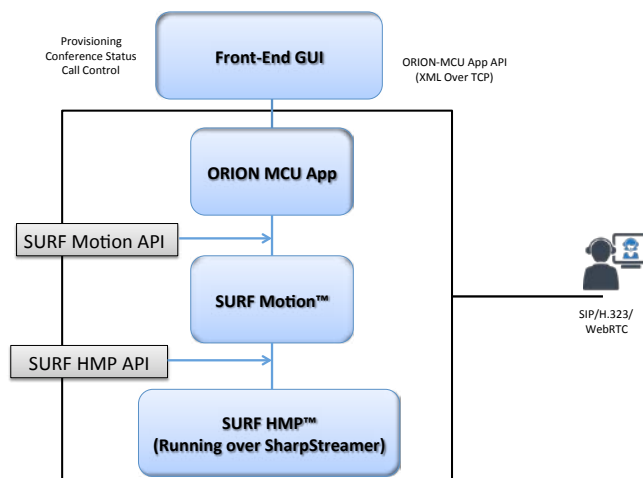 Provisioning
Conference Status
Call Control
Front-End GUI
ORION-MCU App API
(XML Over TCP)
ORION MCU App
SURF Motion API
SURF Motion™
SIP/H.323/
WebRTC
SURF HMP API
SURF HMP™
(Running over SharpStreamer)